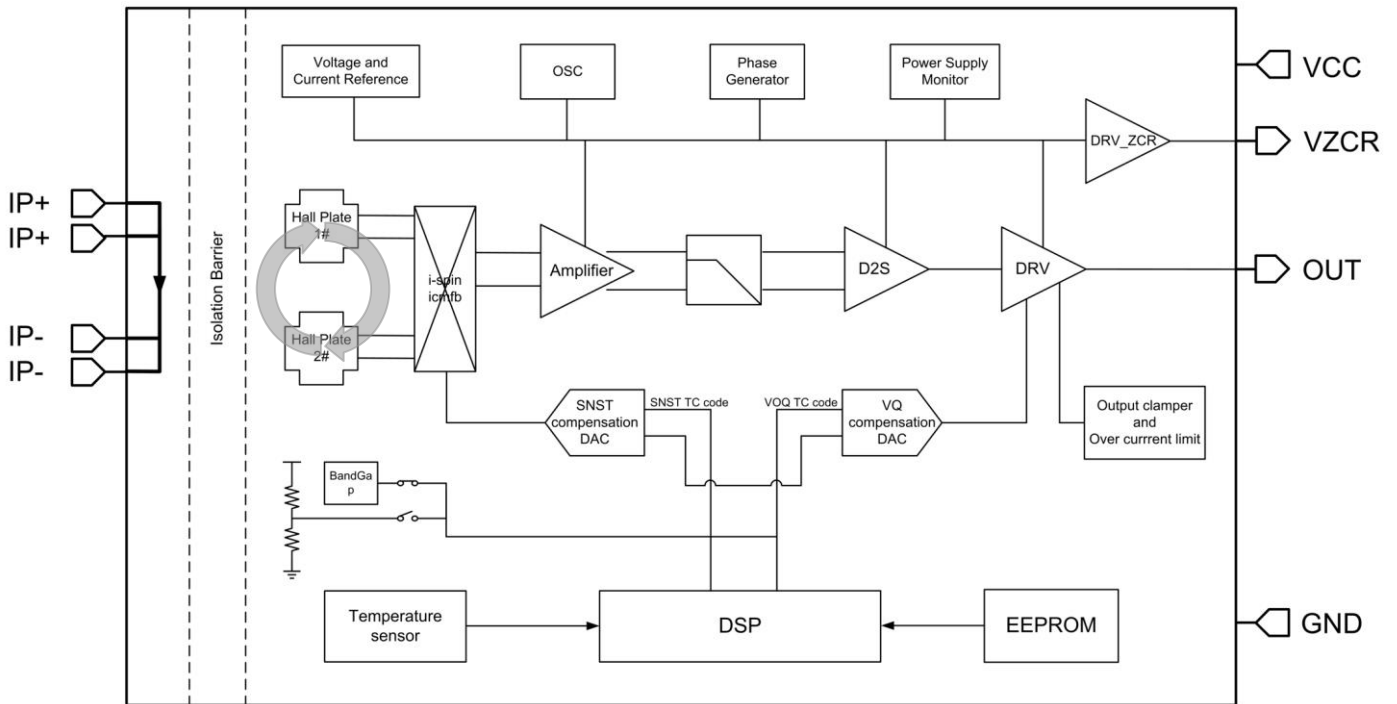 Voltage and
Current Reference
OSC
Phase
Generator
Power Supply
Monitor
VCC
DRV_ZCR
VZCR
IP+
IP+
IP-
IP-
Isolation Barrier
Hall Plate
1#
Hall Plate
2#
i-spin
icmfb
Amplifier
D2S
DRV
OUT
SNST
compensation
DAC
SNST TC code
VOQ TC code
VQ
compensation
DAC
Output clamper
and
Over currrent limit
BandGa
p
Temperature
sensor
DSP
EEPROM
GND